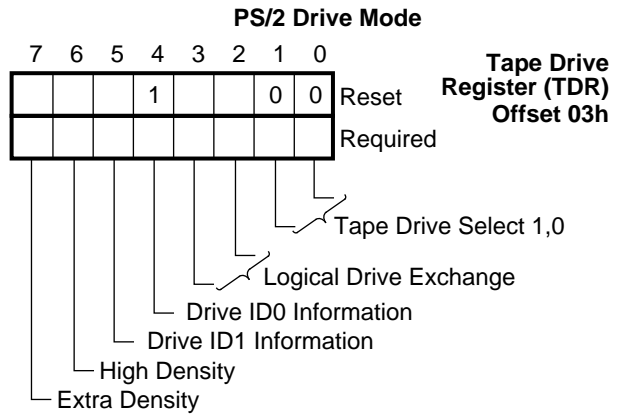 PS/2 Drive Mode
7 6 5 4 3 2 1 0
Tape Drive
Register (TDR)
Offset 03h
1 0 0 Reset
Required
Tape Drive Select 1,0
Logical Drive Exchange
Drive ID0 Information
Drive ID1 Information
High Density
Extra Density